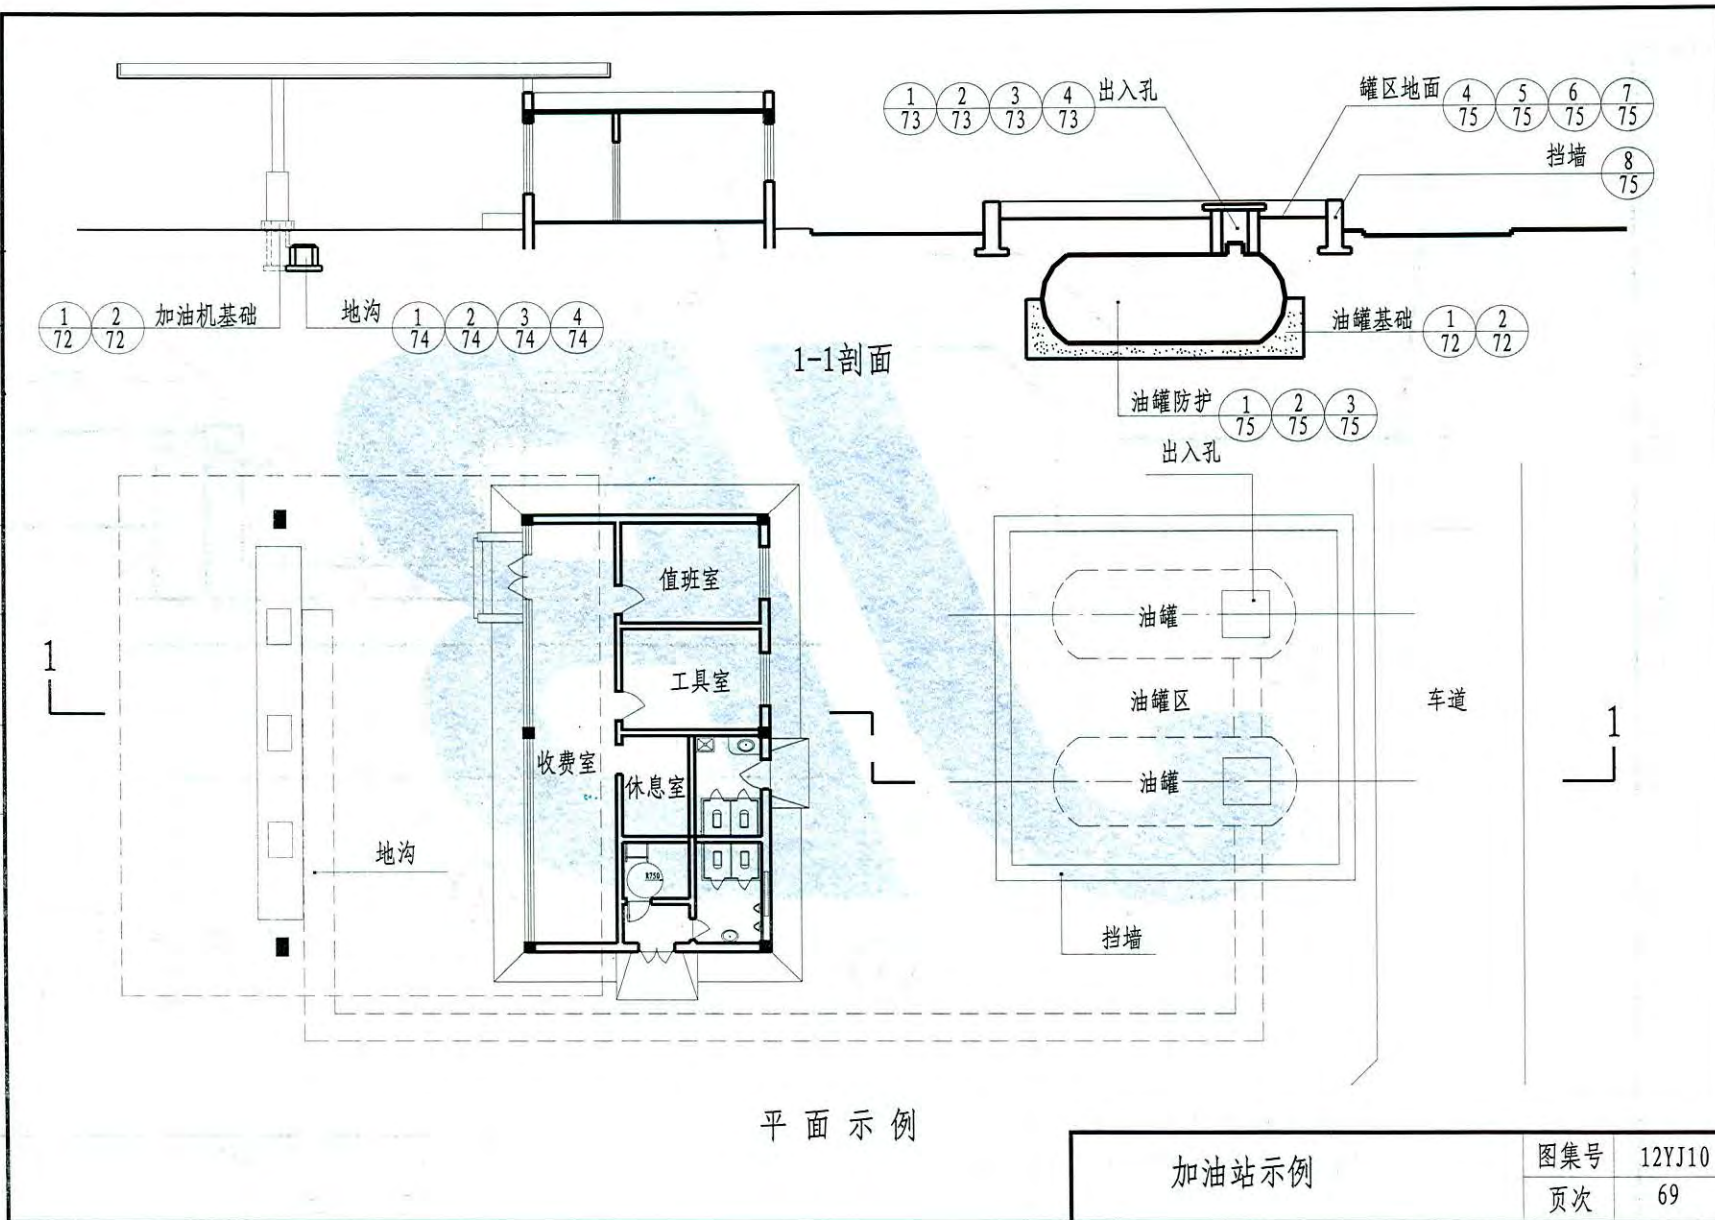 1 2 3 4 出入孔
73 73 73 73
罐区地面 4 5 6 7
75 75 75 75
挡墙 8
75
1 2 加油机基础
72 72
地沟 1 2 3 4
74 74 74 74
油罐基础 1 2
72 72
1-1剖面
油罐防护 1 2 3
75 75 75
出入孔
值班室
油罐
1
工具室
油罐区
车道
1
收费室
休息室
油罐
地沟
R750
挡墙
平面示例
加油站示例
图集号 12YJ10
页次 69